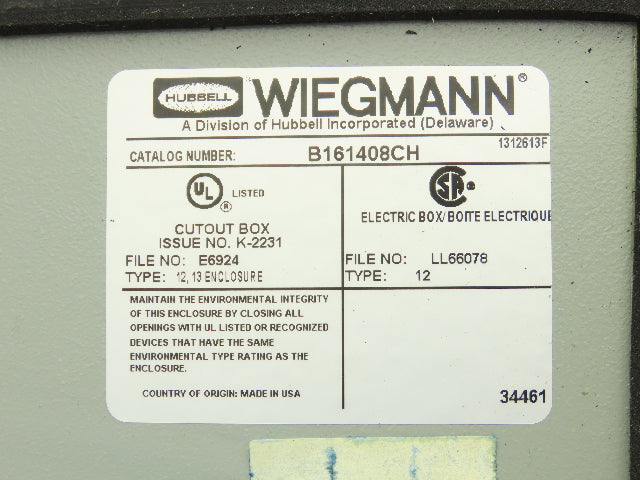 HUBBELL WIEGMANN®
A Division of Hubbell Incorporated (Delaware)
1312613F
CATALOG NUMBER: B161408CH
UL LISTED ®
CUTOUT BOX
ISSUE NO. K-2231
FILE NO: E6924
TYPE: 12, 13 ENCLOSURE
SA ®
ELECTRIC BOX/BOITE ELECTRIQUE
FILE NO: LL66078
TYPE: 12
MAINTAIN THE ENVIRONMENTAL INTEGRITY
OF THIS ENCLOSURE BY CLOSING ALL
OPENINGS WITH UL LISTED OR RECOGNIZED
DEVICES THAT HAVE THE SAME
ENVIRONMENTAL TYPE RATING AS THE
ENCLOSURE.
COUNTRY OF ORIGIN: MADE IN USA
34461